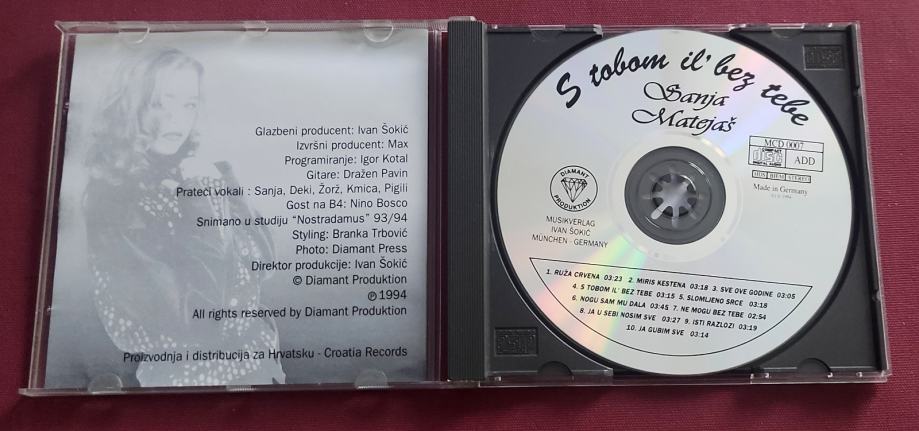 Glazbeni producent: Ivan Šokić
Izvršni producent: Max
Programiranje: Igor Kotal
Gitare: Dražen Pavin
Prateći vokali : Sanja, Deki, Žorž, Kmica, Pigili
Gost na B4: Nino Bosco
Snimano u studiju "Nostradamus" 93/94
Styling: Branka Trbović
Photo: Diamant Press
Direktor produkcije: Ivan Šokić
© Diamant Produktion
℗ 1994
All rights reserved by Diamant Produktion
Proizvodnja i distribucija za Hrvatsku - Croatia Records
S tobom il' bez tebe
Sanja
Matejaš
MCD 0007
COMPACT
disc
DIGITAL AUDIO
ADD
BIEM STEREO
Made in Germany
DIAMANT
PRODUKTION
MUSIKVERLAG
IVAN ŠOKIĆ
MÜNCHEN - GERMANY
1. RUŽA CRVENA 03:23 2. MIRIS KESTENA 03:18 3. SVE OVE GODINE 03:05
4. S TOBOM IL' BEZ TEBE 03:15 5. SLOMLJENO SRCE 03:18
6. NOGU SAM MU DALA 03:45 7. NE MOGU BEZ TEBE 02:54
8. JA U SEBI NOSIM SVE 03:27 9. ISTI RAZLOZI 03:19
10. JA GUBIM SVE 03:14